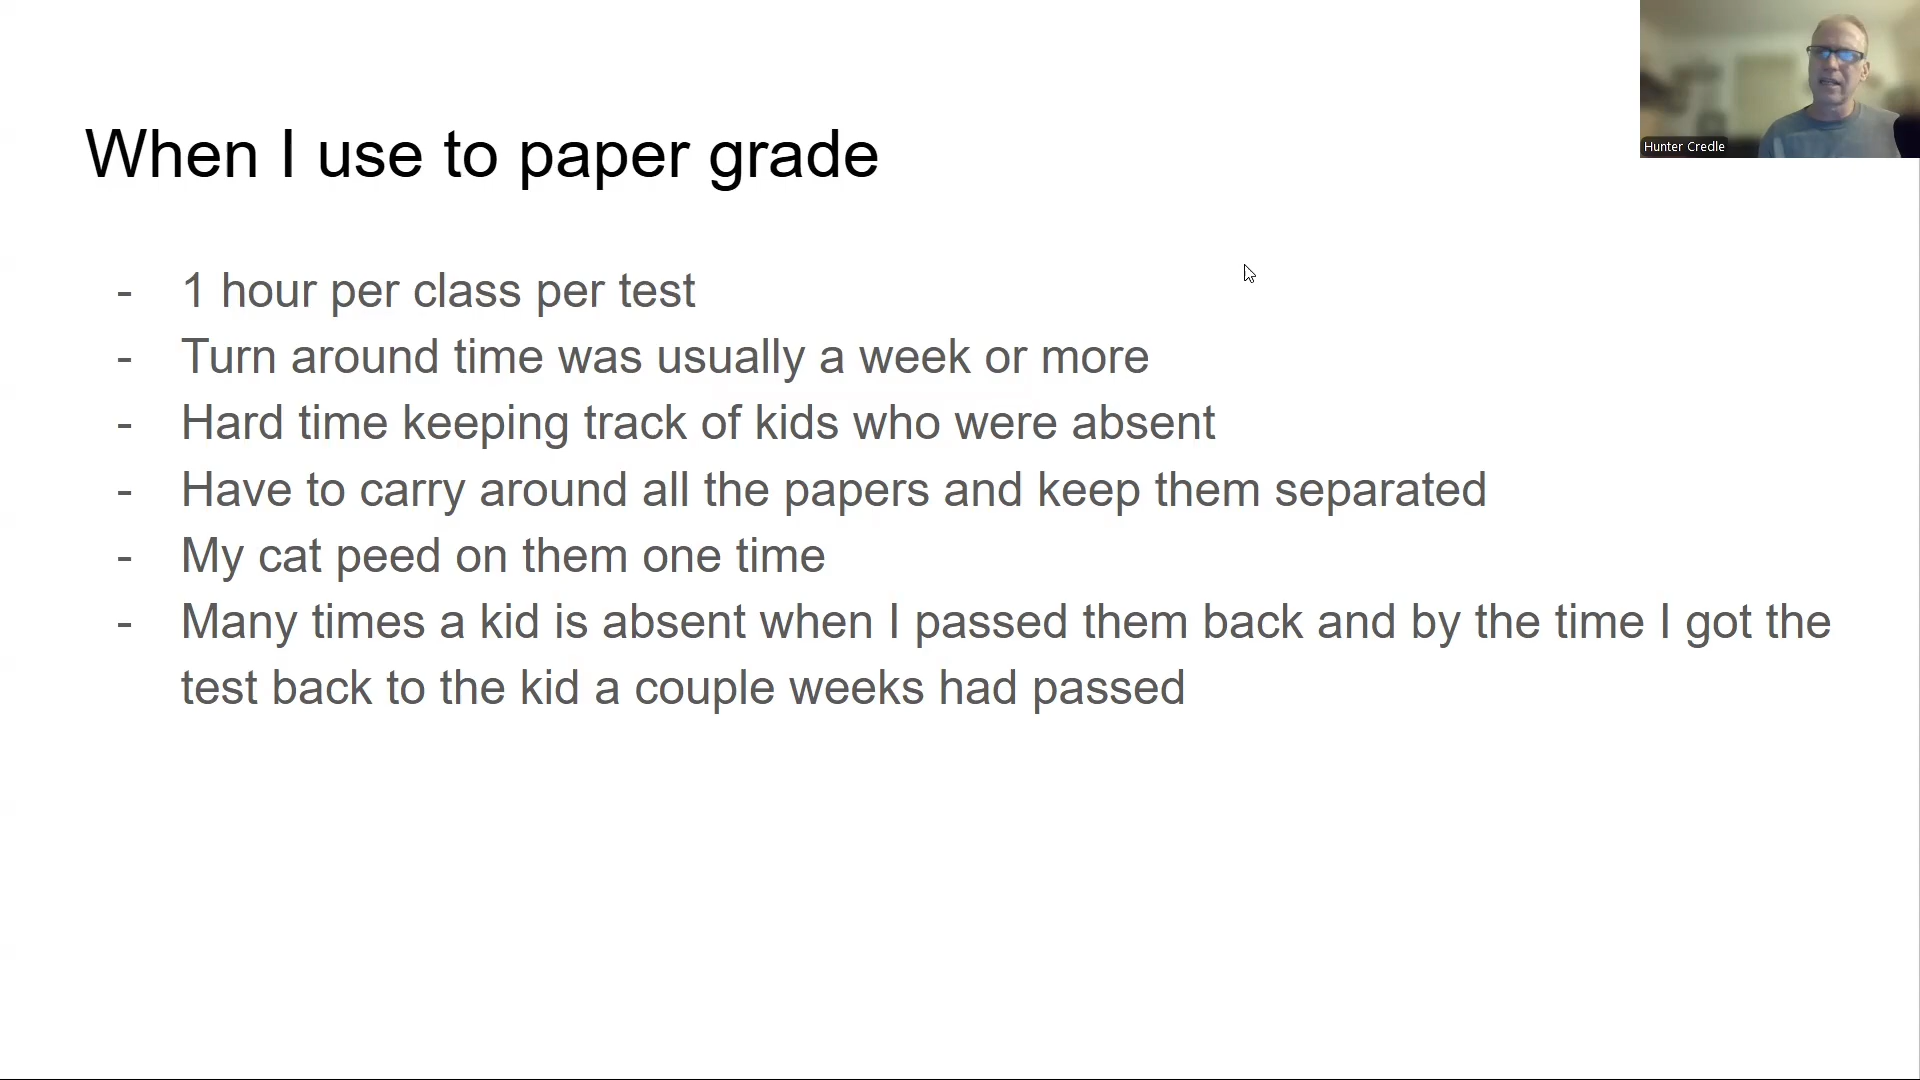 When I use to paper grade
- 1 hour per class per test
- Turn around time was usually a week or more
- Hard time keeping track of kids who were absent
- Have to carry around all the papers and keep them separated
- My cat peed on them one time
- Many times a kid is absent when I passed them back and by the time I got the
test back to the kid a couple weeks had passed
Hunter Credle